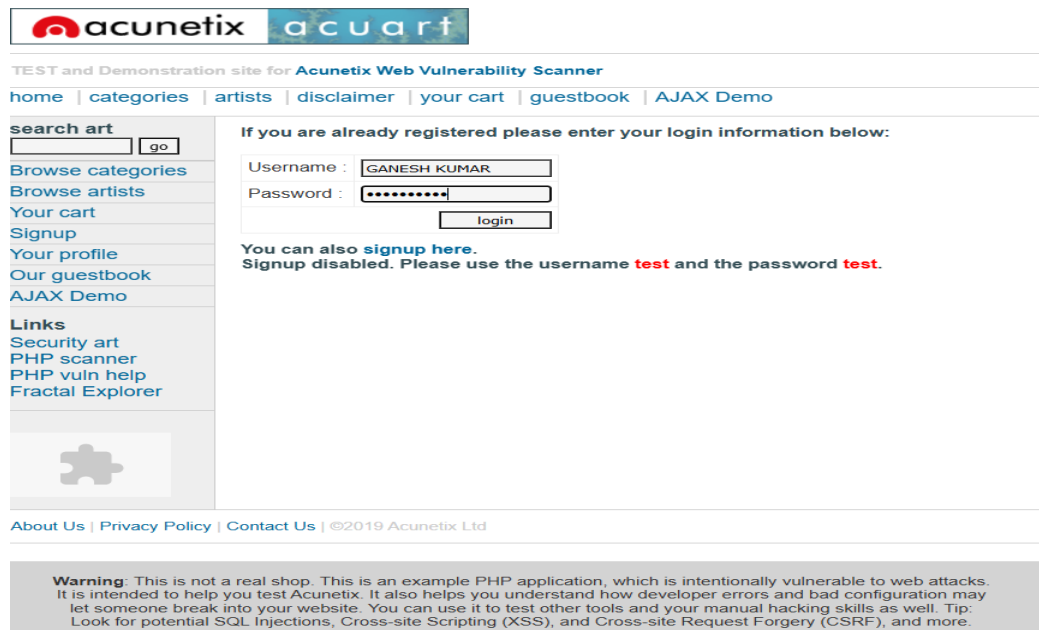 acunetix acuart
TEST and Demonstration site for Acunetix Web Vulnerability Scanner
home | categories | artists | disclaimer | your cart | guestbook | AJAX Demo
search art
go
Browse categories
Browse artists
Your cart
Signup
Your profile
Our guestbook
AJAX Demo
Links
Security art
PHP scanner
PHP vuln help
Fractal Explorer
If you are already registered please enter your login information below:
Username : GANESH KUMAR
Password : ••••••••••
login
You can also signup here.
Signup disabled. Please use the username test and the password test.
About Us | Privacy Policy | Contact Us | ©2019 Acunetix Ltd
Warning: This is not a real shop. This is an example PHP application, which is intentionally vulnerable to web attacks.
It is intended to help you test Acunetix. It also helps you understand how developer errors and bad configuration may
let someone break into your website. You can use it to test other tools and your manual hacking skills as well. Tip:
Look for potential SQL Injections, Cross-site Scripting (XSS), and Cross-site Request Forgery (CSRF), and more.